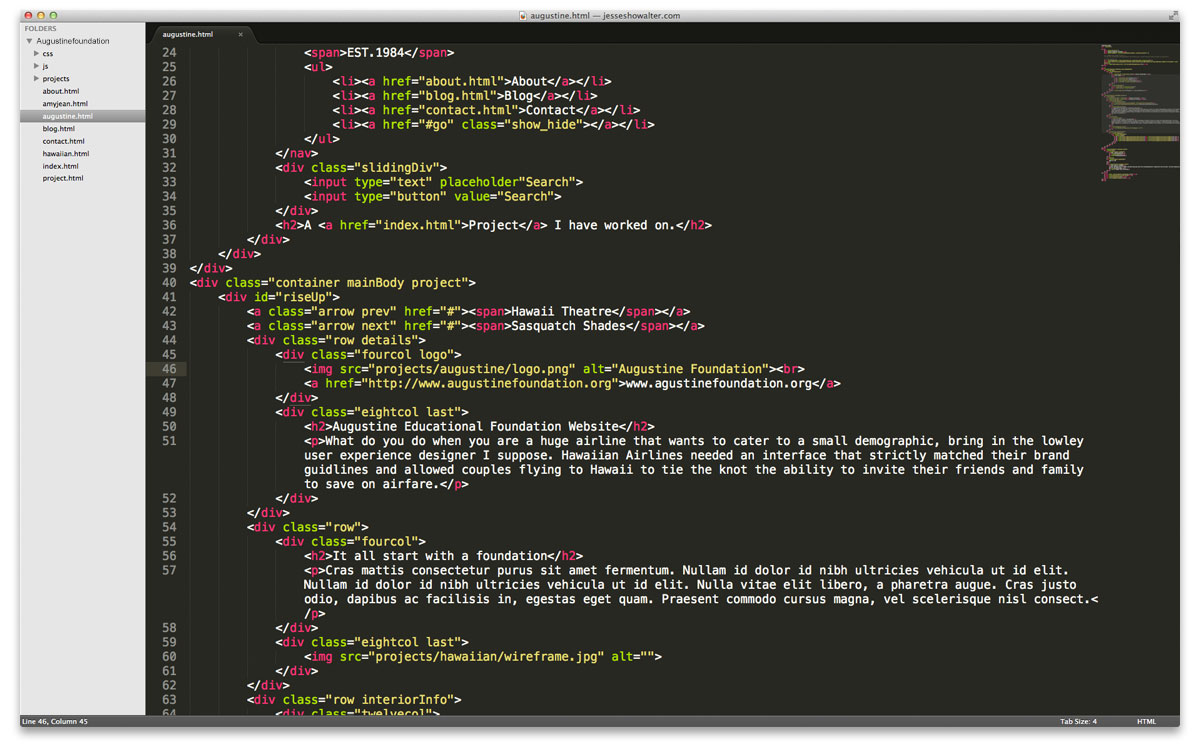 augustine.html — jesseshowalter.com
FOLDERS
Augustinefoundation
css
js
projects
about.html
amyjean.html
augustine.html
blog.html
contact.html
hawaiian.html
index.html
project.html
augustine.html ×
24 <span>EST.1984</span>
25 <ul>
26 <li><a href="about.html">About</a></li>
27 <li><a href="blog.html">Blog</a></li>
28 <li><a href="contact.html">Contact</a></li>
29 <li><a href="#go" class="show_hide"></a></li>
30 </ul>
31 </nav>
32 <div class="slidingDiv">
33 <input type="text" placeholder"Search">
34 <input type="button" value="Search">
35 </div>
36 <h2>A <a href="index.html">Project</a> I have worked on.</h2>
37 </div>
38 </div>
39 </div>
40 <div class="container mainBody project">
41 <div id="riseUp">
42 <a class="arrow prev" href="#"><span>Hawaii Theatre</span></a>
43 <a class="arrow next" href="#"><span>Sasquatch Shades</span></a>
44 <div class="row details">
45 <div class="fourcol logo">
46 <img src="projects/augustine/logo.png" alt="Augustine Foundation"><br>
47 <a href="http://www.augustinefoundation.org">www.agustinefoundation.org</a>
48 </div>
49 <div class="eightcol last">
50 <h2>Augustine Educational Foundation Website</h2>
51 <p>What do you do when you are a huge airline that wants to cater to a small demographic, bring in the lowley
user experience designer I suppose. Hawaiian Airlines needed an interface that strictly matched their brand
guidlines and allowed couples flying to Hawaii to tie the knot the ability to invite their friends and family
to save on airfare.</p>
52 </div>
53 </div>
54 <div class="row">
55 <div class="fourcol">
56 <h2>It all start with a foundation</h2>
57 <p>Cras mattis consectetur purus sit amet fermentum. Nullam id dolor id nibh ultricies vehicula ut id elit.
Nullam id dolor id nibh ultricies vehicula ut id elit. Nulla vitae elit libero, a pharetra augue. Cras justo
odio, dapibus ac facilisis in, egestas eget quam. Praesent commodo cursus magna, vel scelerisque nisl consect.<
/p>
58 </div>
59 <div class="eightcol last">
60 <img src="projects/hawaiian/wireframe.jpg" alt="">
61 </div>
62 </div>
63 <div class="row interiorInfo">
64 <div class="twelvecol">
Line 46, Column 45
Tab Size: 4
HTML